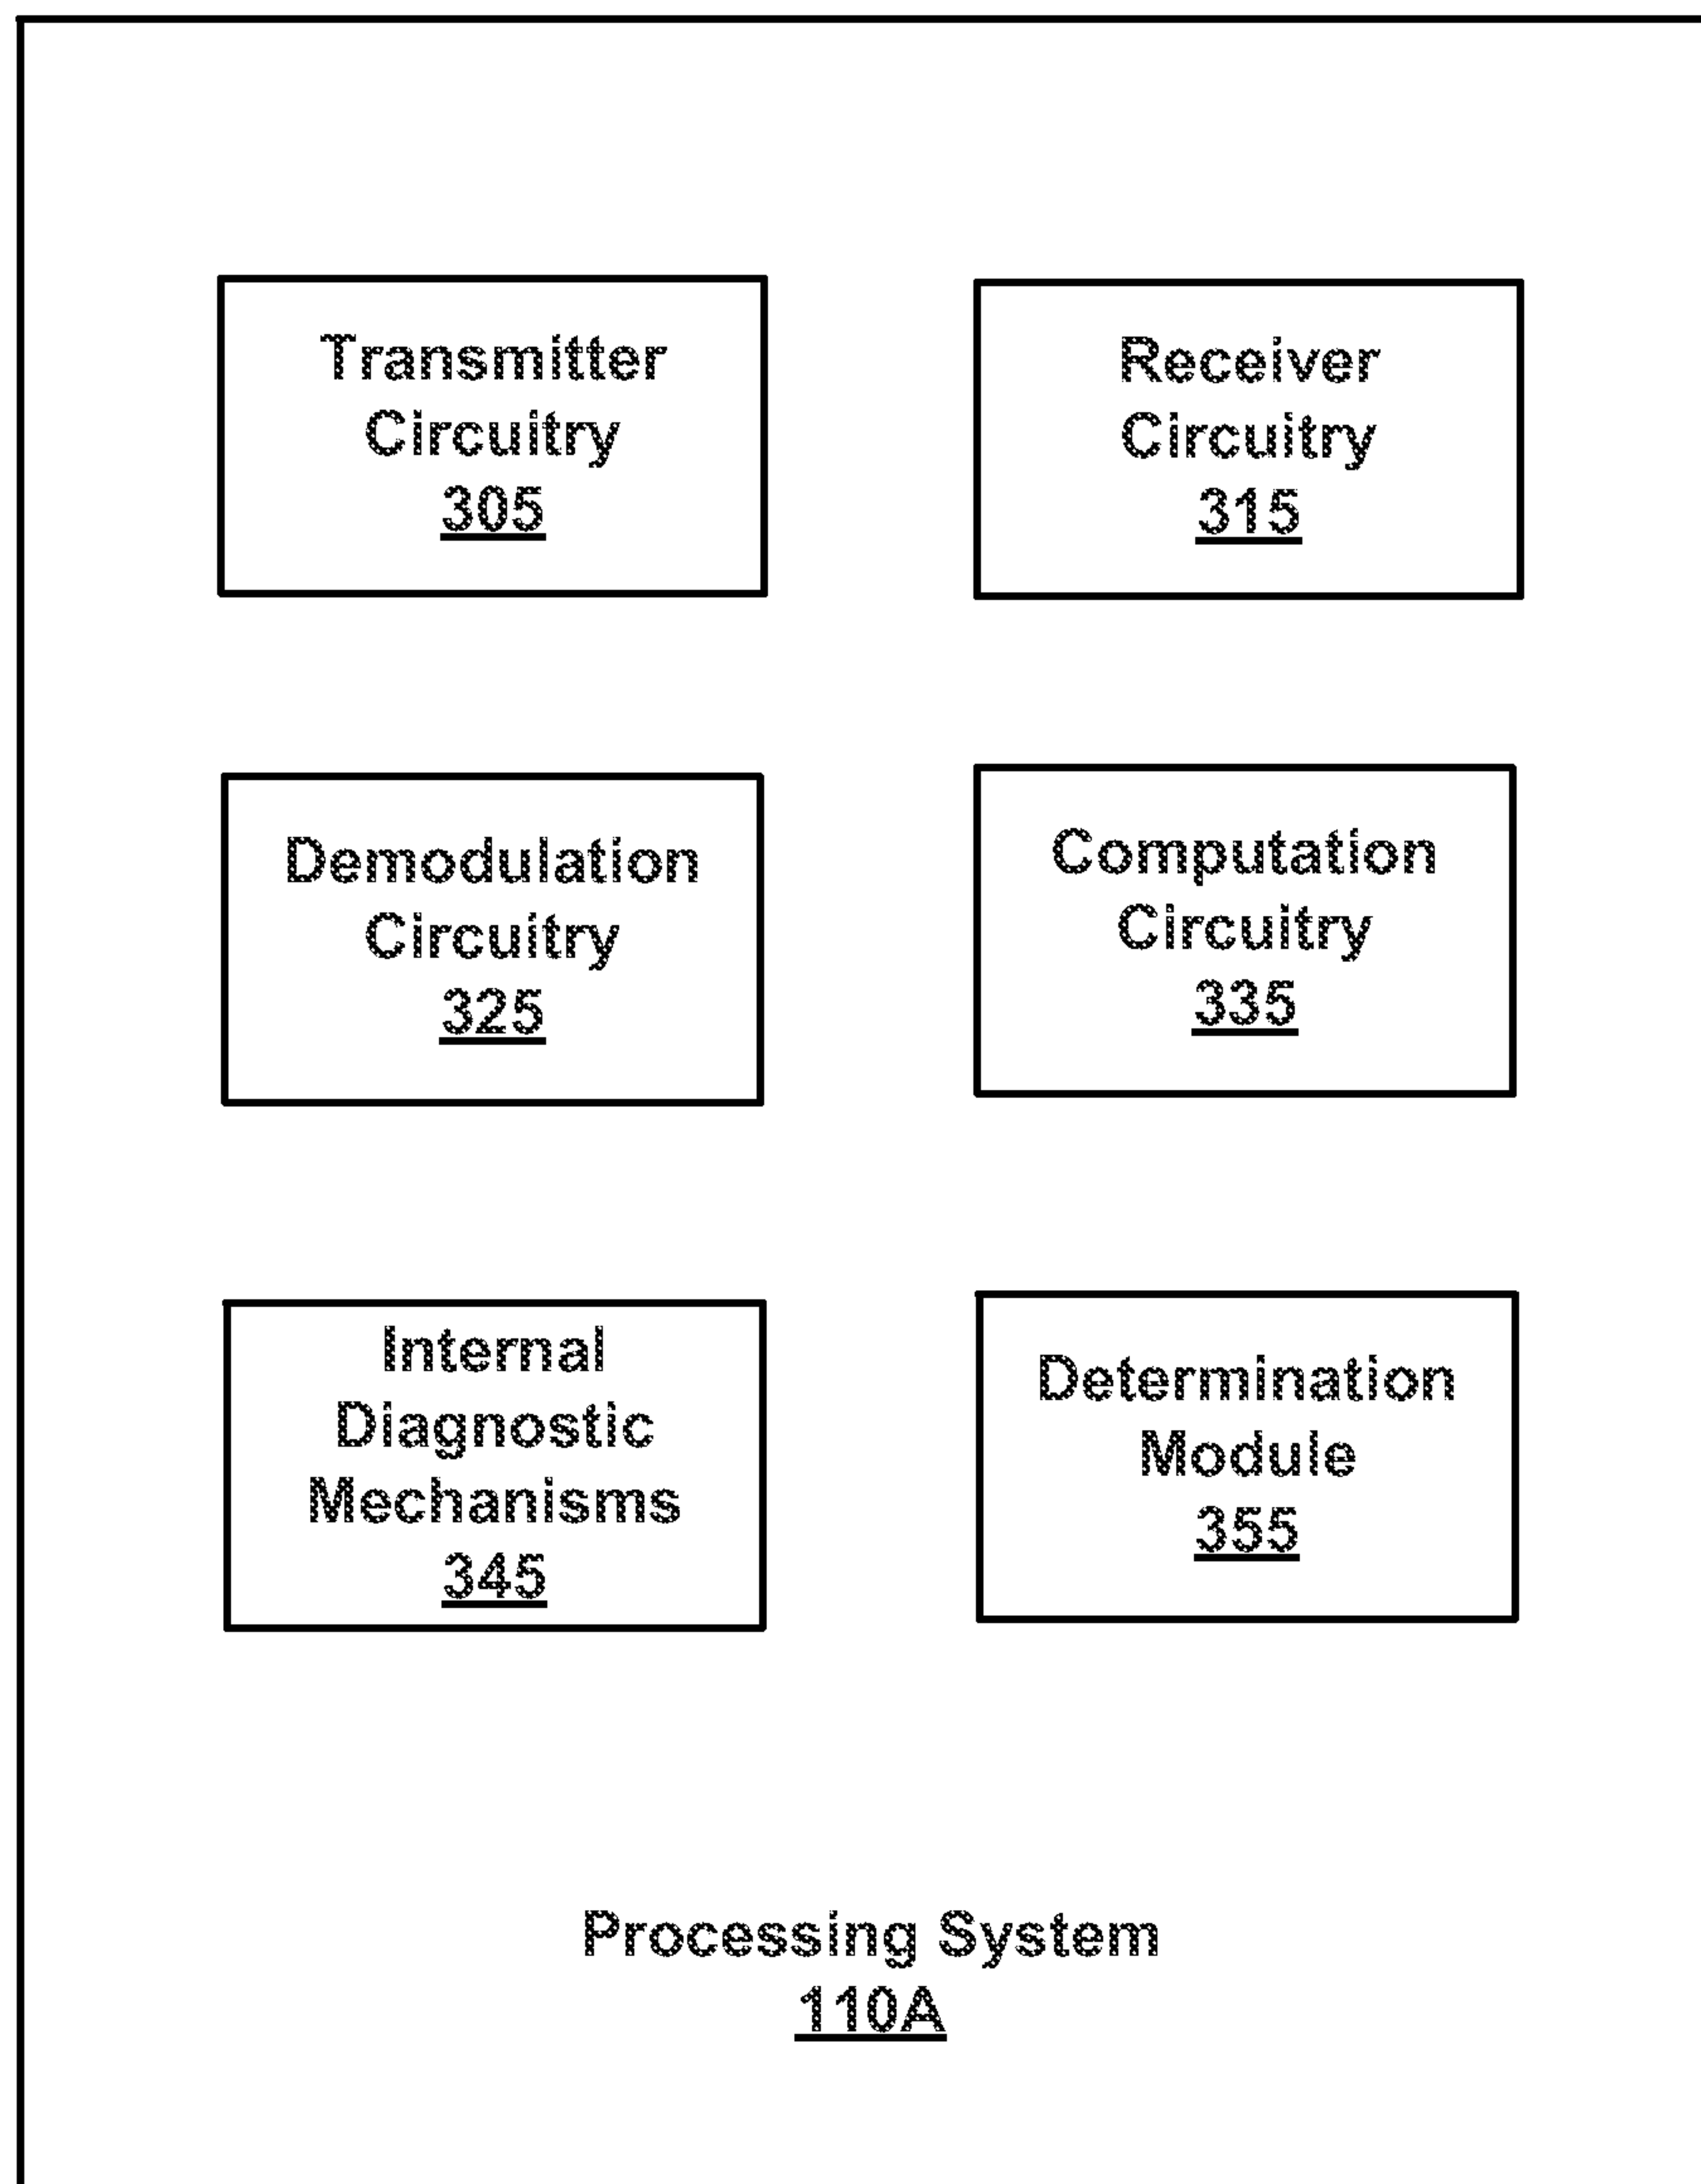 Transmitter
Circuitry
305
Receiver
Circuitry
315
Demodulation
Circuitry
325
Computation
Circuitry
335
Internal
Diagnostic
Mechanisms
345
Determination
Module
355
Processing System
110A